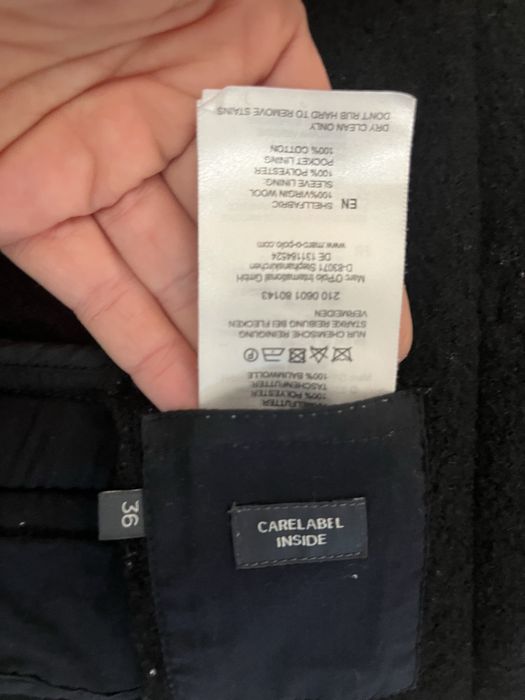 100% POLYESTER
TASCHENFUTTER
100% BAUMWOLLE
P
NUR CHEMISCHE REINIGUNG
STARKE REIBUNG BEI FLECKEN
VERMEIDEN
210 0601 80143
Marc O'Polo International GmbH
D-83071 Stephanskirchen
DE 131184524
www.marc-o-polo.com
EN SHELLFABRIC
100%VIRGIN WOOL
SLEEVE LINING:
100% POLYESTER
POCKET LINING
100% COTTON
DRY CLEAN ONLY
DON'T RUB HARD TO REMOVE STAINS
36
CARELABEL
INSIDE